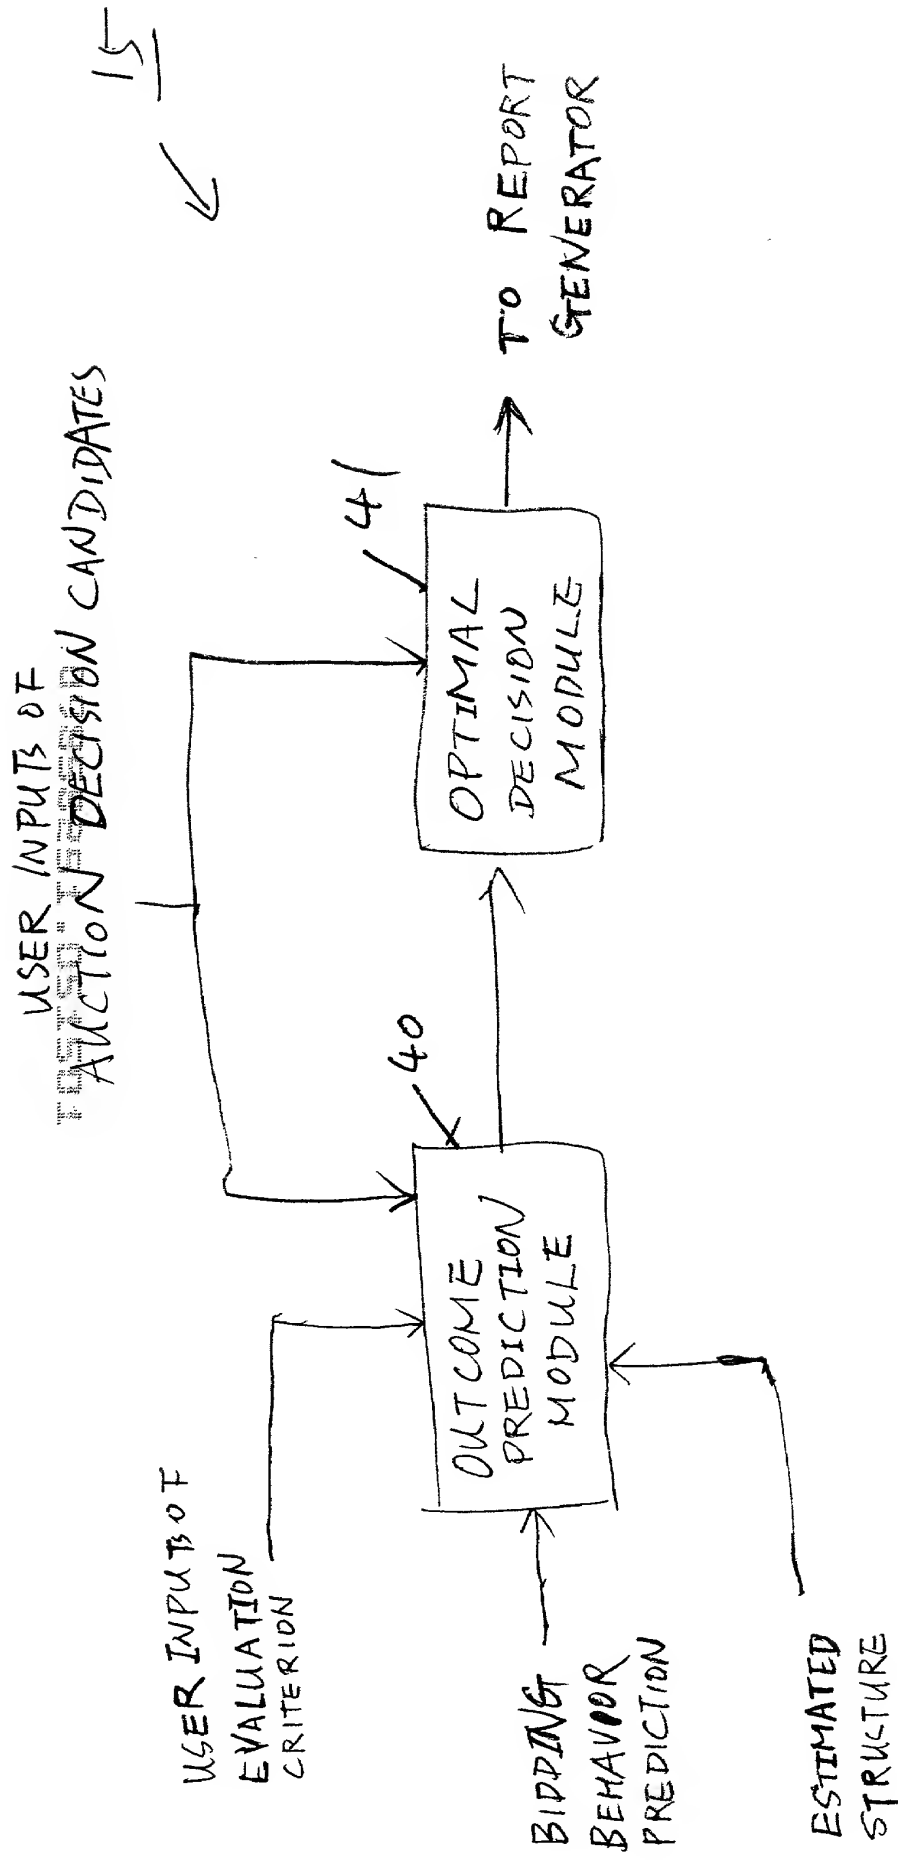 15
USER INPUTS OF
AUCTION DECISION CANDIDATES
USER INPUTS OF
EVALUATION
CRITERION
40
41
OUTCOME
PREDICTION
MODULE
OPTIMAL
DECISION
MODULE
TO REPORT
GENERATOR
BIDDING
BEHAVIOR
PREDICTION
ESTIMATED
STRUCTURE